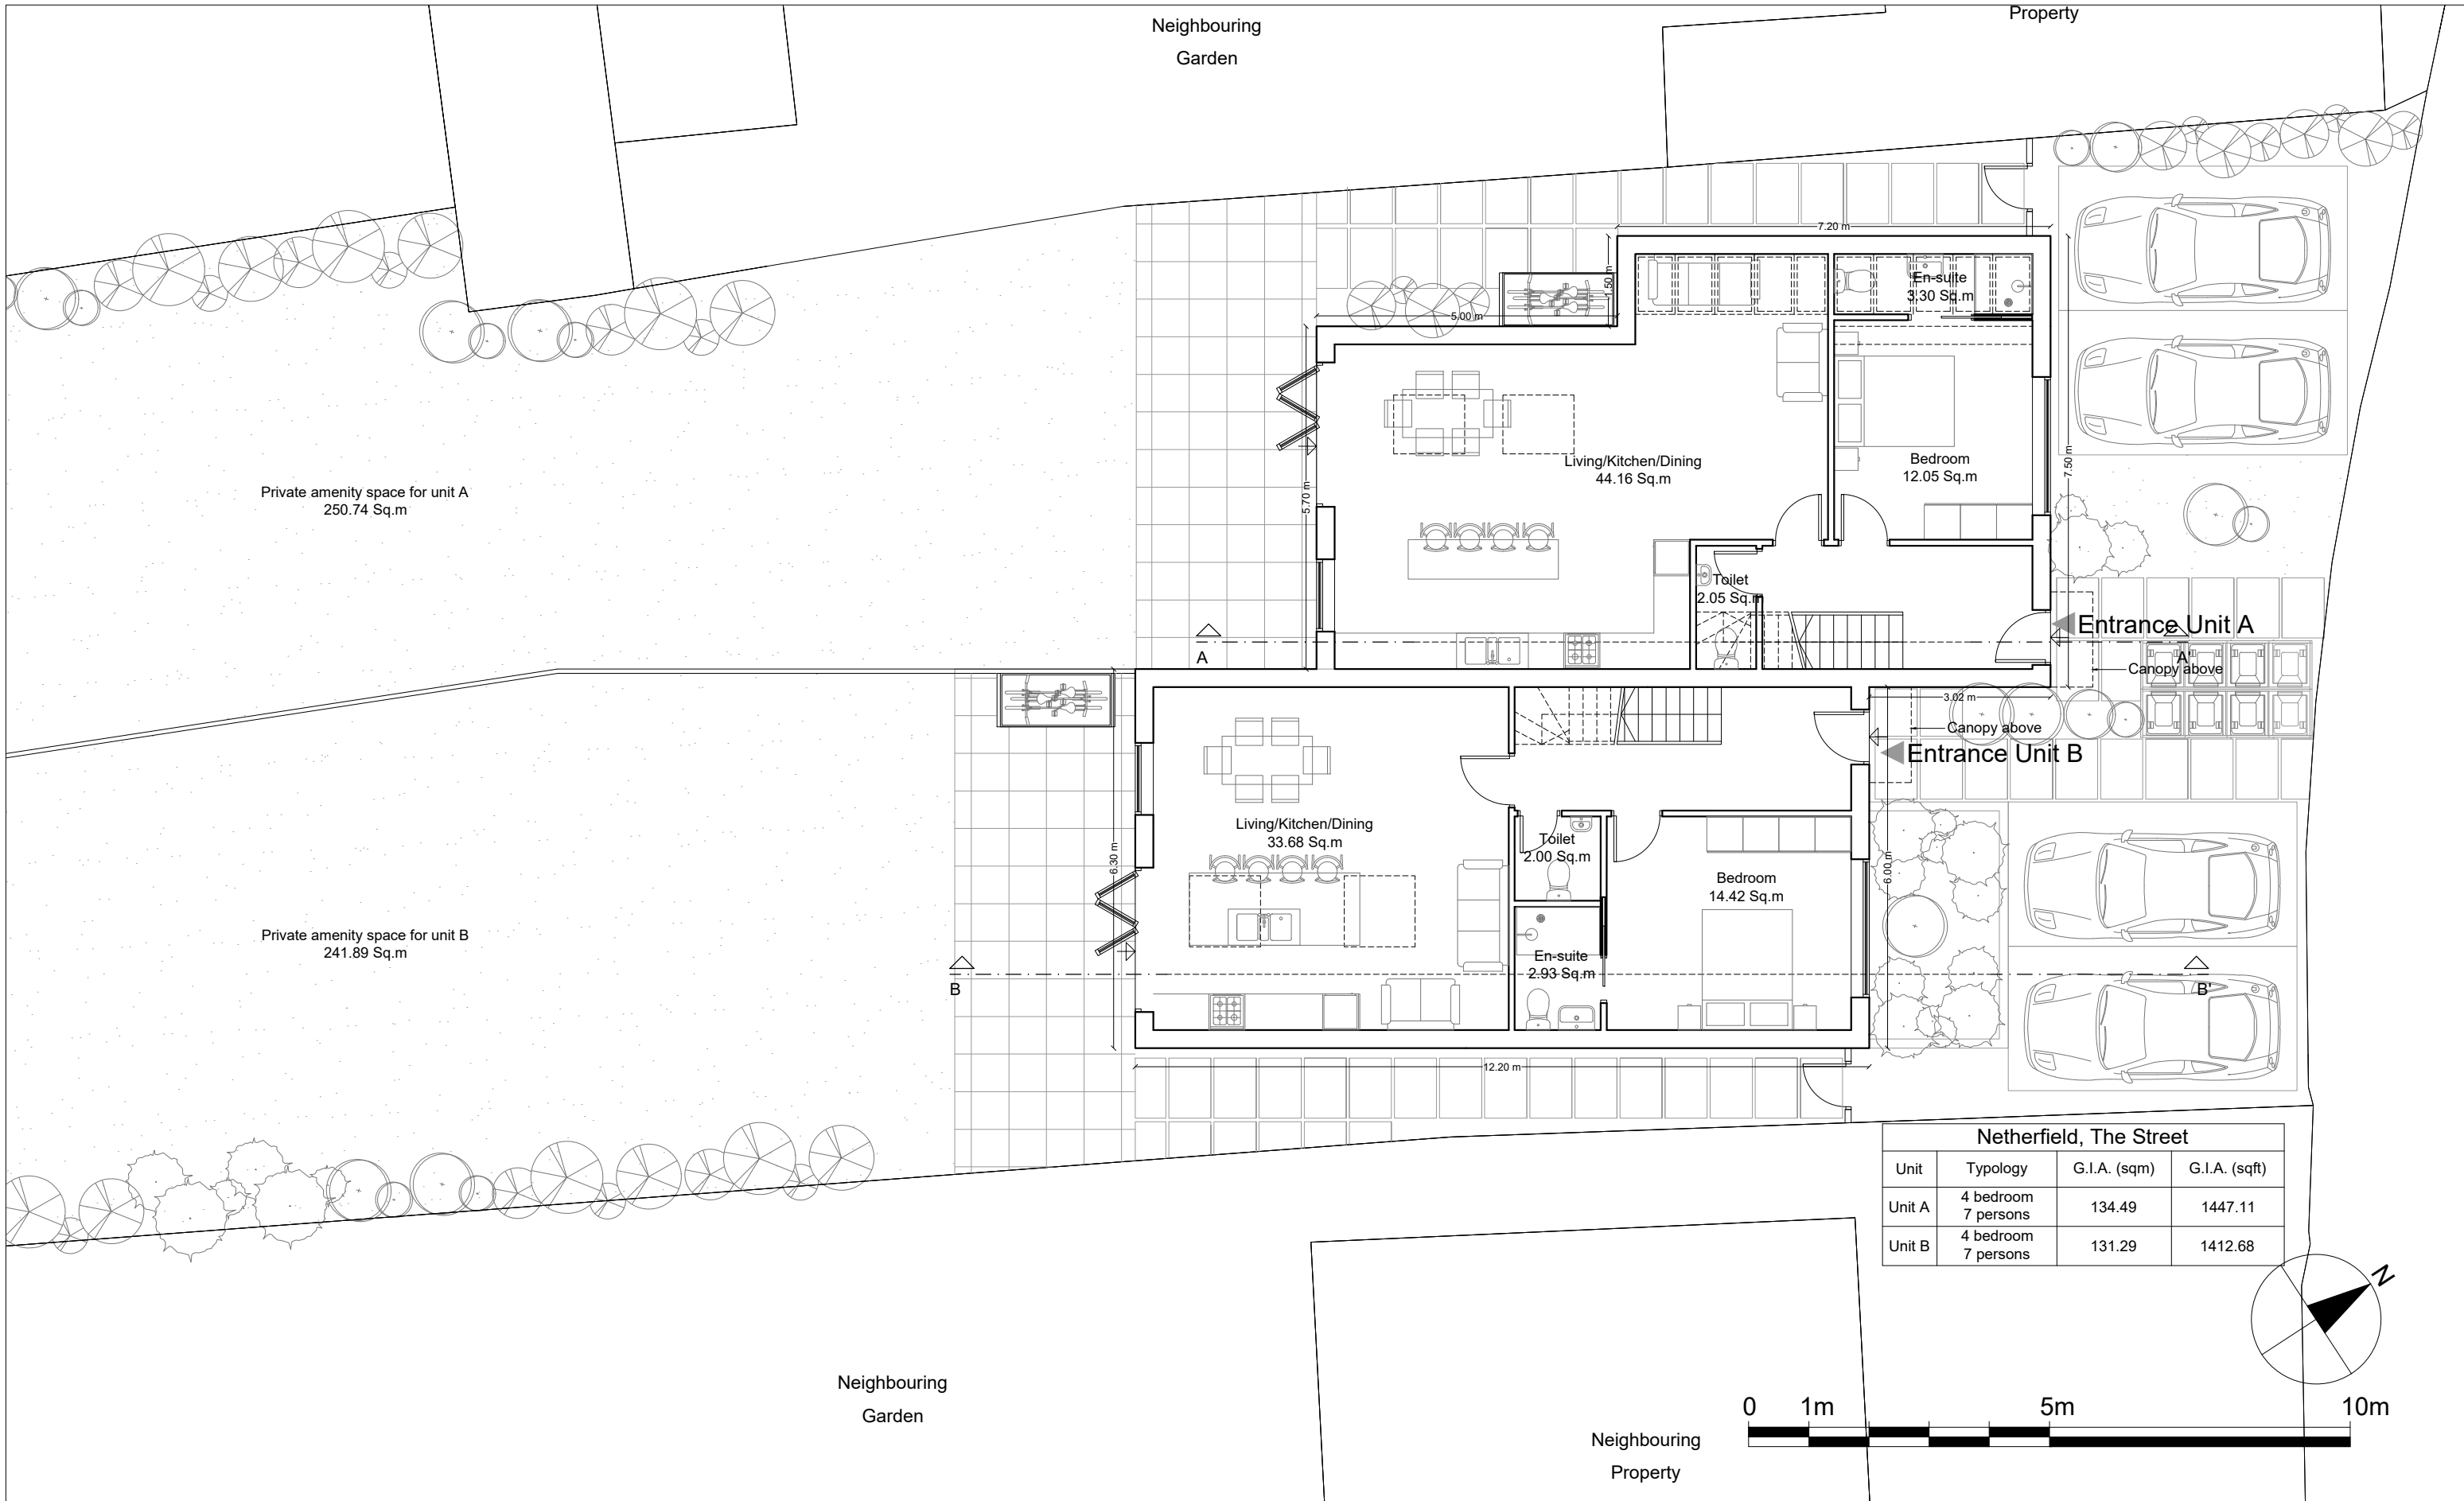 Neighbouring
Garden
Property
7.20 m
.50 m
En-suite
3.30 Sq.m
5.00 m
Living/Kitchen/Dining
44.16 Sq.m
Bedroom
12.05 Sq.m
7.50 m
5.70 m
Private amenity space for unit A
250.74 Sq.m
Toilet
2.05 Sq.m
Entrance Unit A
A
A'
Canopy above
3.02 m
Canopy above
Entrance Unit B
Living/Kitchen/Dining
33.68 Sq.m
Toilet
2.00 Sq.m
6.30 m
6.00 m
Bedroom
14.42 Sq.m
Private amenity space for unit B
241.89 Sq.m
En-suite
2.93 Sq.m
B
B'
12.20 m
Netherfield, The Street
Unit Typology G.I.A. (sqm) G.I.A. (sqft)
Unit A 4 bedroom 7 persons 134.49 1447.11
Unit B 4 bedroom 7 persons 131.29 1412.68
N
Neighbouring
Garden
0 1m 5m 10m
Neighbouring
Property